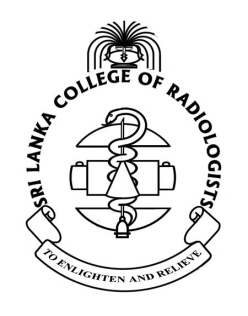 SRI LANKA COLLEGE OF RADIOLOGISTS
TO ENLIGHTEN AND RELIEVE